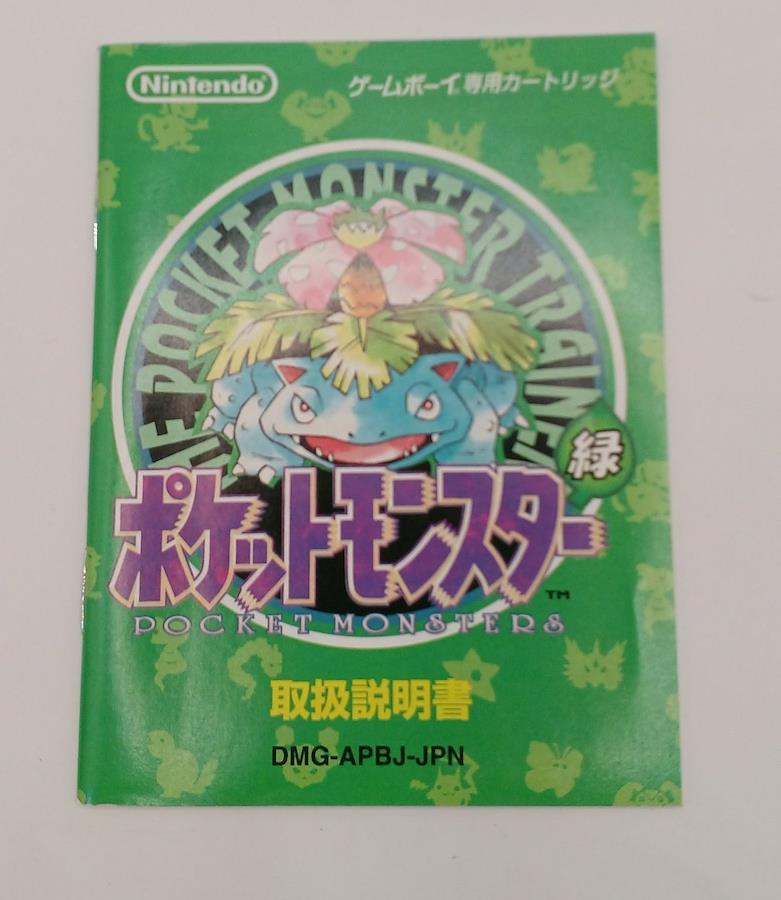 Nintendo
ゲームボーイ専用カートリッジ
POCKET MONSTER TRAINER
緑
ポケットモンスター
TM
POCKET MONSTERS
取扱説明書
DMG-APBJ-JPN